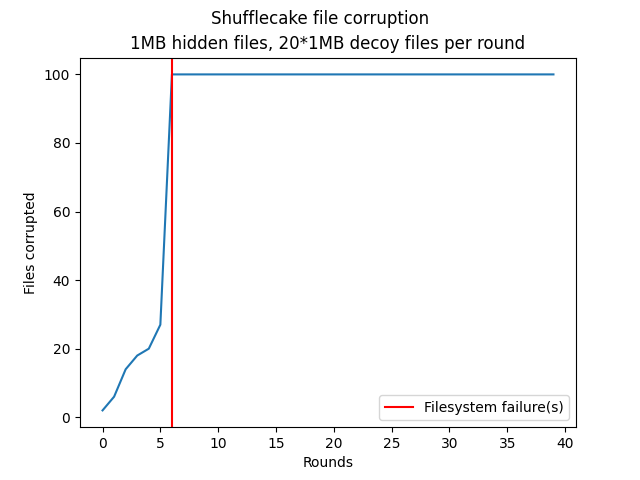 Shufflecake file corruption
1MB hidden files, 20*1MB decoy files per round
100
80
60
40
20
0
Files corrupted
Filesystem failure(s)
0 5 10 15 20 25 30 35 40
Rounds